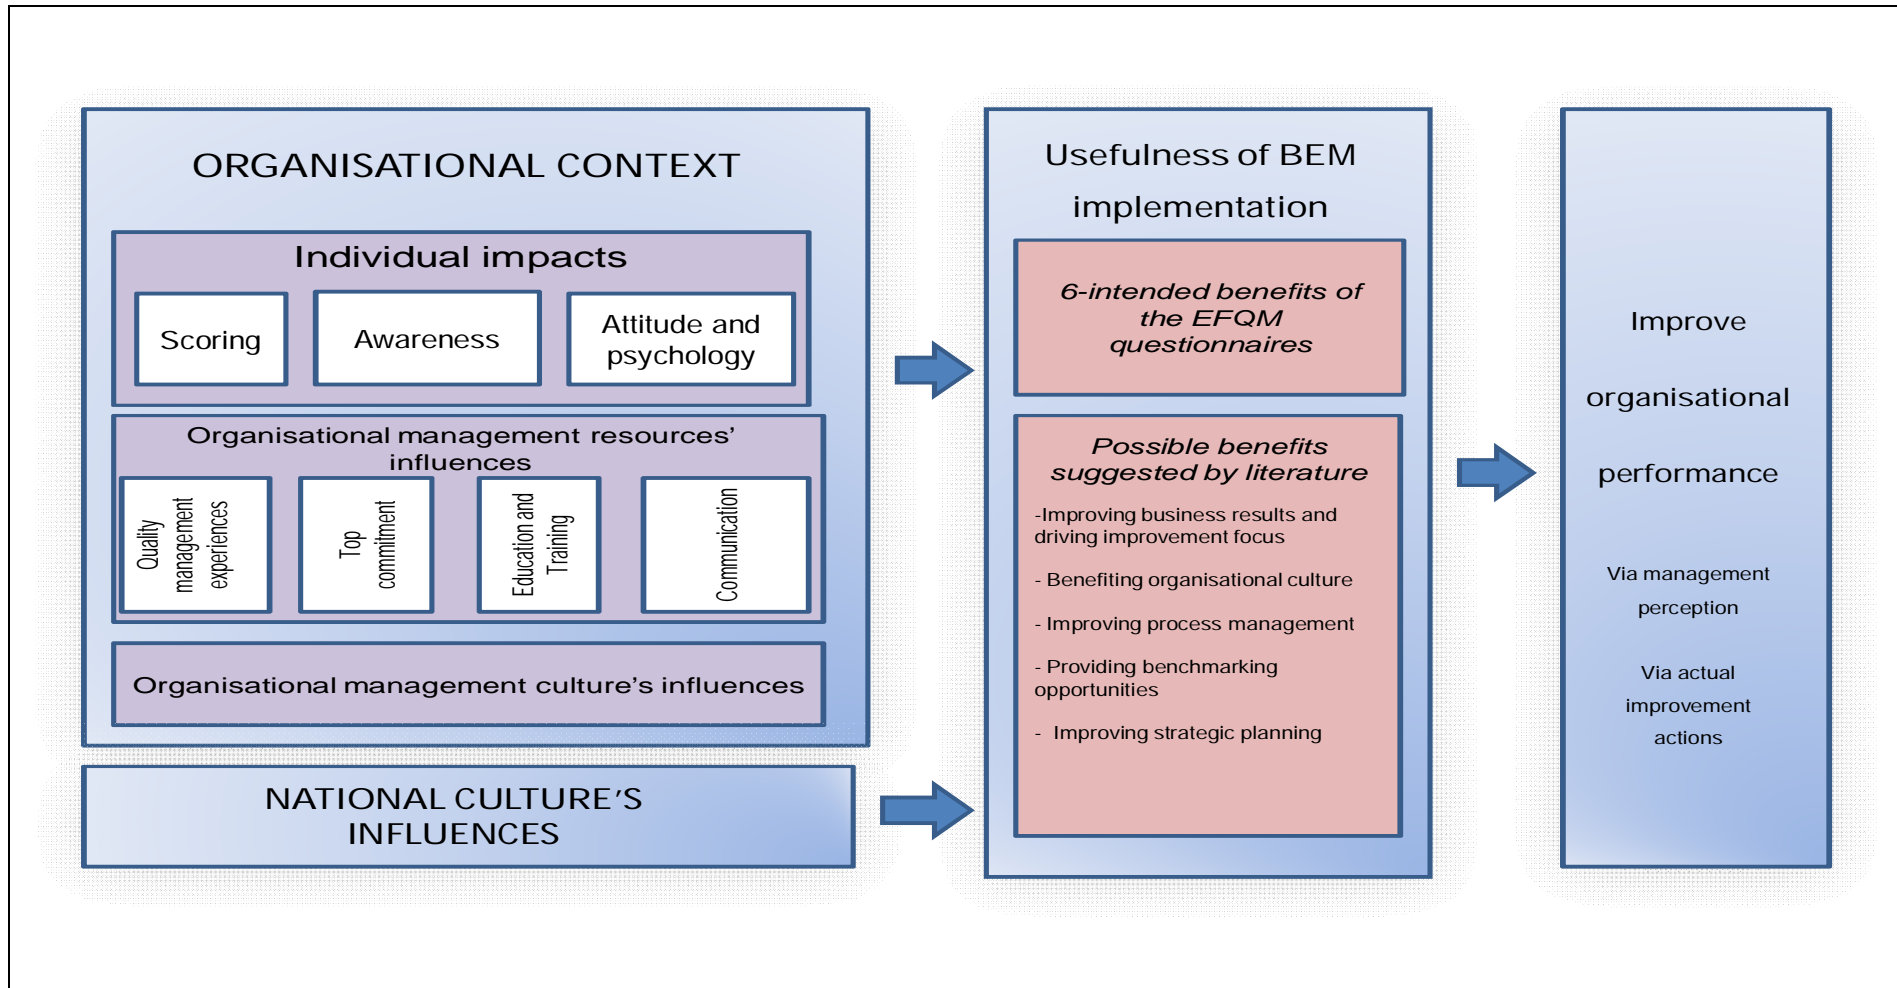 ORGANISATIONAL CONTEXT
Individual impacts
Scoring
Awareness
Attitude and
psychology
Organisational management resources’
influences
Quality
management
experiences
Top
commitment
Education and
Training
Communication
Organisational management culture’s influences
NATIONAL CULTURE’S
INFLUENCES
Usefulness of BEM
implementation
6-intended benefits of
the EFQM
questionnaires
Possible benefits
suggested by literature
-Improving business results and
driving improvement focus
- Benefiting organisational culture
- Improving process management
- Providing benchmarking
opportunities
- Improving strategic planning
Improve
organisational
performance
Via management
perception
Via actual
improvement
actions